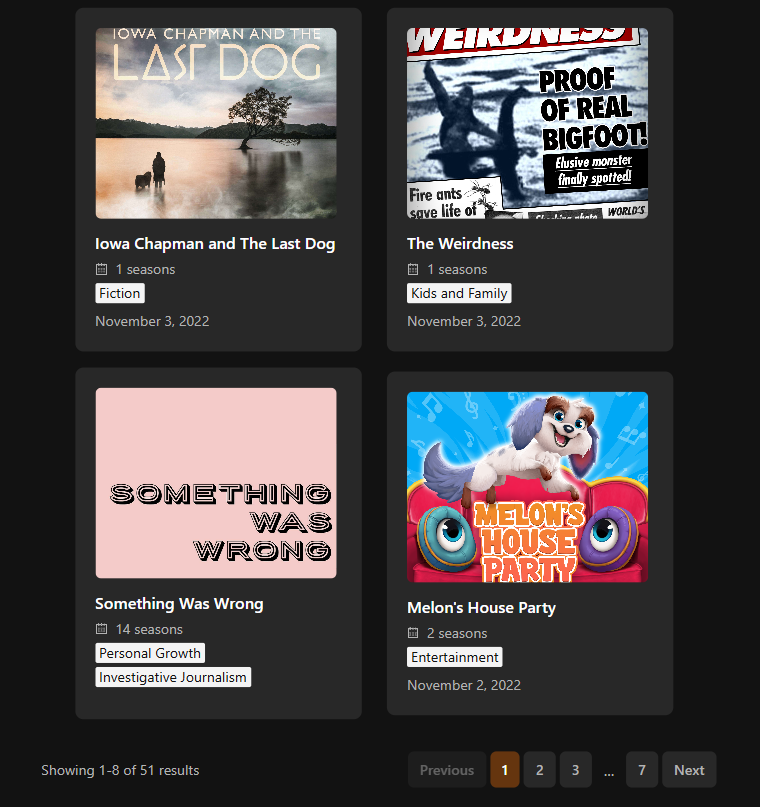 IOWA CHAPMAN AND THE
LAST DOG
Iowa Chapman and The Last Dog
1 seasons
Fiction
November 3, 2022
WEIRDNESS
PROOF
OF REAL
BIGFOOT!
Elusive monster
finally spotted!
Fire ants
save life of
WORLD'S
The Weirdness
1 seasons
Kids and Family
November 3, 2022
SOMETHING
WAS
WRONG
Something Was Wrong
14 seasons
Personal Growth
Investigative Journalism
MELON'S
HOUSE
PARTY
Melon's House Party
2 seasons
Entertainment
November 2, 2022
Showing 1-8 of 51 results
Previous 1 2 3 ... 7 Next